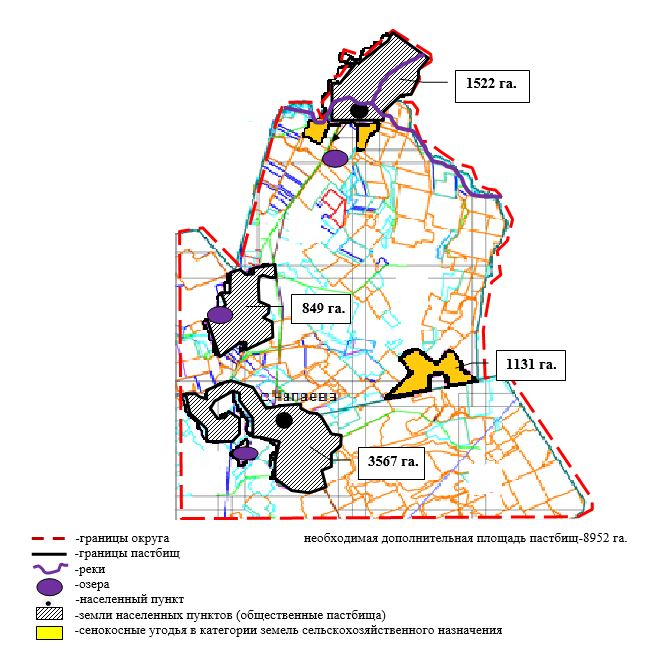 1522 га.
849 га.
1131 га.
с.Чапаева
3567 га.
-границы округа
необходимая дополнительная площадь пастбищ-8952 га.
-границы пастбищ
-реки
-озера
-населенный пункт
-земли населенных пунктов (общественные пастбища)
-сенокосные угодья в категории земель сельскохозяйственного назначения